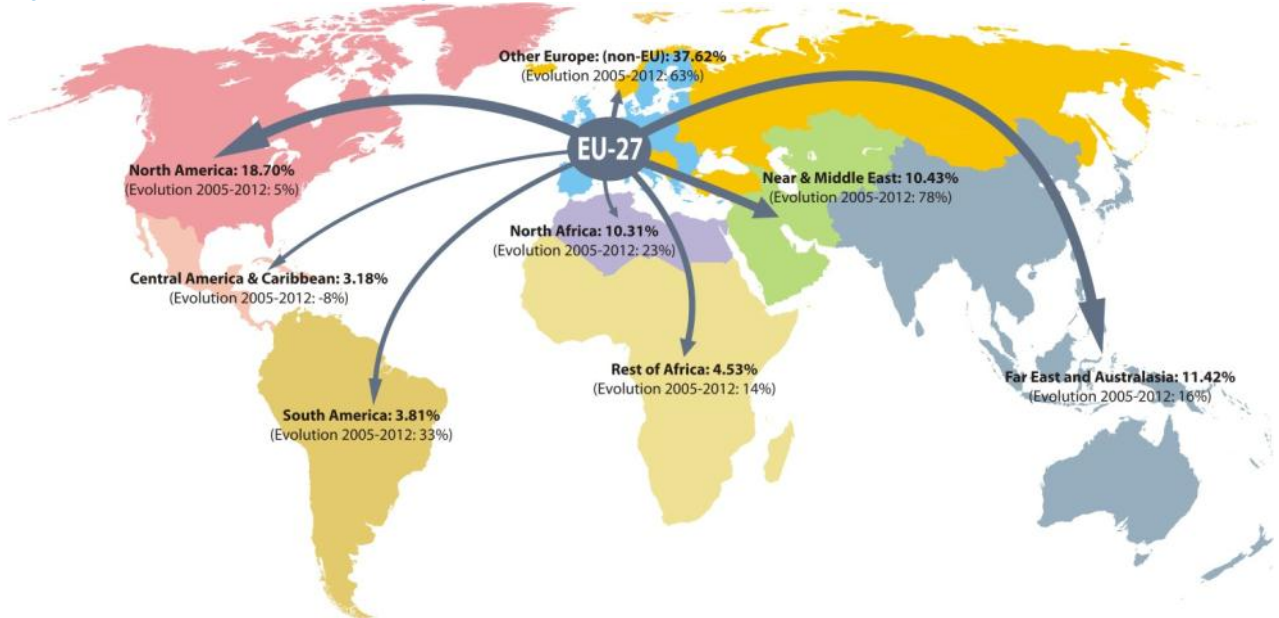 Other Europe: (non-EU): 37.62%
(Evolution 2005-2012: 63%)
EU-27
North America: 18.70%
(Evolution 2005-2012: 5%)
Near & Middle East: 10.43%
(Evolution 2005-2012: 78%)
North Africa: 10.31%
(Evolution 2005-2012: 23%)
Central America & Caribbean: 3.18%
(Evolution 2005-2012: -8%)
Rest of Africa: 4.53%
(Evolution 2005-2012: 14%)
Far East and Australasia: 11.42%
(Evolution 2005-2012: 16%)
South America: 3.81%
(Evolution 2005-2012: 33%)